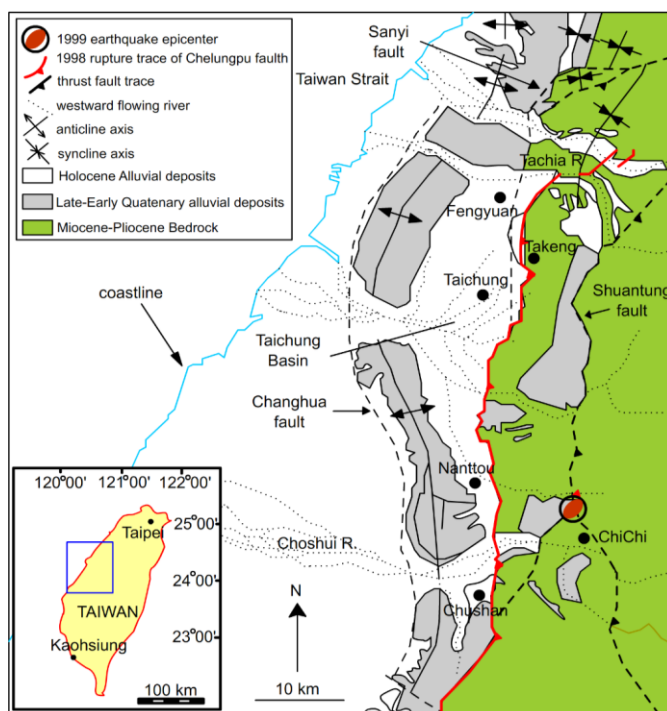 1999 earthquake epicenter
1998 rupture trace of Chelungpu faulth
thrust fault trace
westward flowing river
anticline axis
syncline axis
Holocene Alluvial deposits
Late-Early Quatenary alluvial deposits
Miocene-Pliocene Bedrock
Sanyi
fault
Taiwan Strait
Tachia R.
Fengyuan
Takeng
Taichung
Shuantung
fault
coastline
Taichung
Basin
Changhua
fault
Nanttou
ChiChi
Choshui R.
Chushan
N
10 km
120°00' 121°00' 122°00'
25°00'
Taipei
24°00'
TAIWAN
23°00'
Kaohsiung
100 km